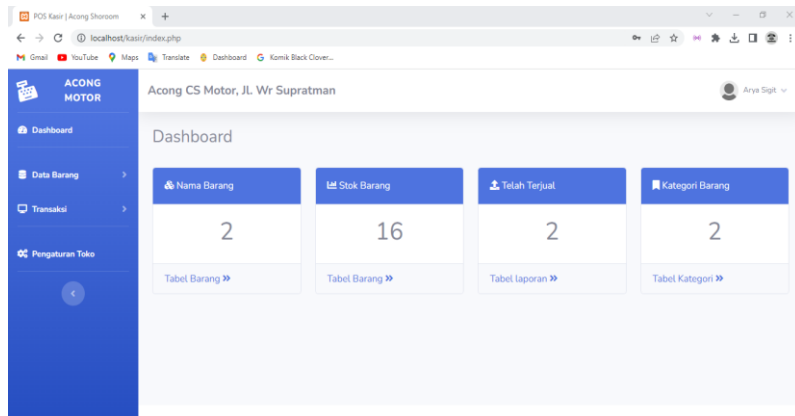 POS Kasir | Acong Shoroom
localhost/kasir/index.php
Gmail YouTube Maps Translate Dashboard Komik Black Clover...
ACONG
MOTOR
Acong CS Motor, Jl. Wr Supratman
Arya Sigit
Dashboard
Dashboard
Data Barang
Transaksi
Pengaturan Toko
Nama Barang Stok Barang Telah Terjual Kategori Barang
2 16 2 2
Tabel Barang Tabel Barang Tabel laporan Tabel Kategori